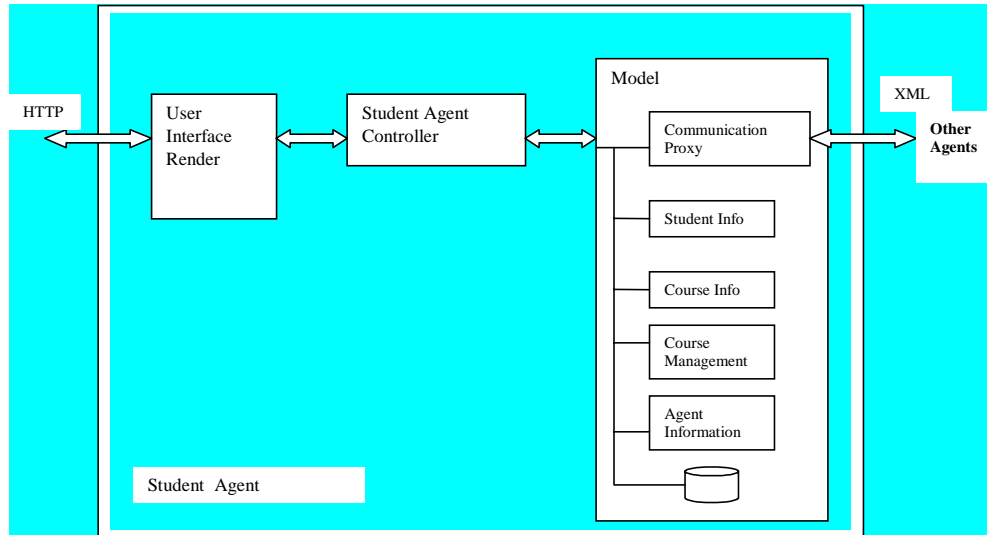 HTTP
User
Interface
Render
Student Agent
Controller
Model
Communication
Proxy
Student Info
Course Info
Course
Management
Agent
Information
XML
Other
Agents
Student Agent